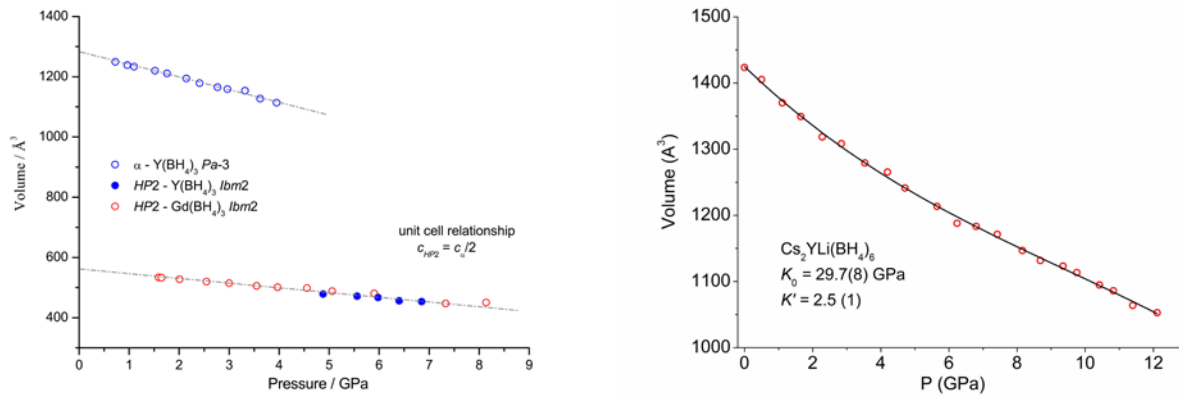 1400
1200
1000
800
600
400
0
1
2
3
4
5
6
7
8
9
Volume / Å³
Pressure / GPa
α - Y(BH₄)₃ Pa-3
HP2 - Y(BH₄)₃ Ibm2
HP2 - Gd(BH₄)₃ Ibm2
unit cell relationship
c_HP2 = c_α/2
1500
1400
1300
1200
1100
1000
0
2
4
6
8
10
12
Volume (A³)
P (GPa)
Cs₂YLi(BH₄)₆
K₀ = 29.7(8) GPa
K' = 2.5 (1)